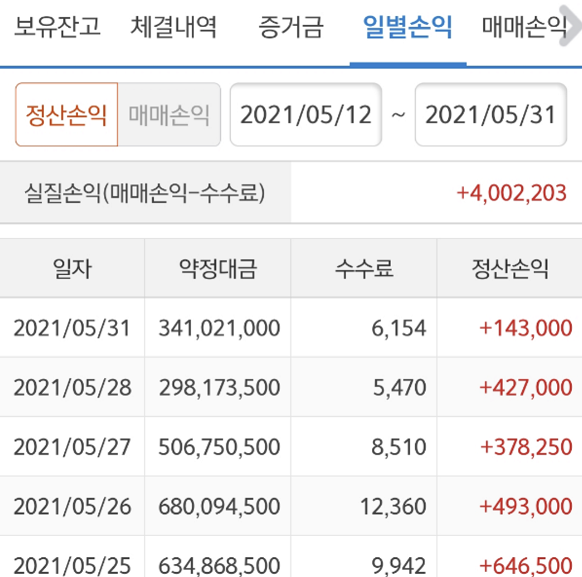 보유잔고 체결내역 증거금 일별손익 매매손익
정산손익 매매손익 2021/05/12 ~ 2021/05/31
실질손익(매매손익-수수료) +4,002,203
일자 약정대금 수수료 정산손익
2021/05/31 341,021,000 6,154 +143,000
2021/05/28 298,173,500 5,470 +427,000
2021/05/27 506,750,500 8,510 +378,250
2021/05/26 680,094,500 12,360 +493,000
2021/05/25 634,868,500 9,942 +646,500